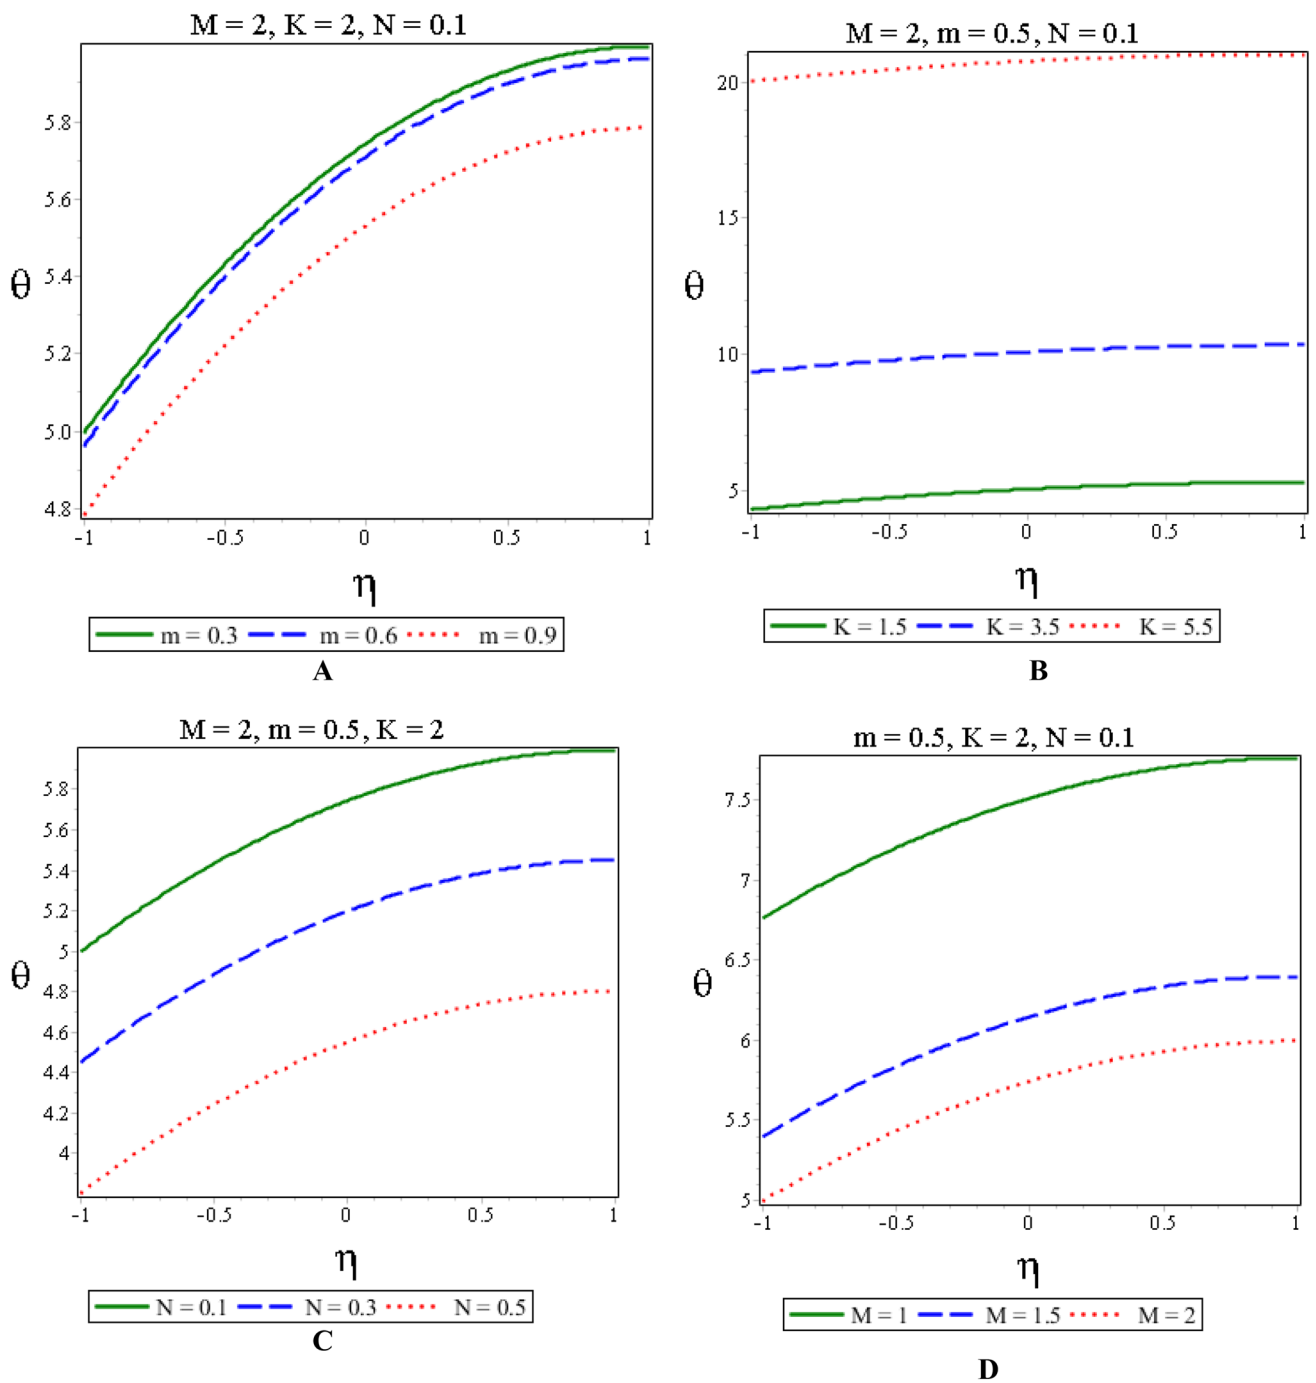 M = 2, K = 2, N = 0.1
5.8
5.6
θ
5.4
5.2
5.0
4.8
-1 -0.5 0 0.5 1
η
m = 0.3 m = 0.6 m = 0.9
A
M = 2, m = 0.5, N = 0.1
20
15
θ
10
5
-1 -0.5 0 0.5 1
η
K = 1.5 K = 3.5 K = 5.5
B
M = 2, m = 0.5, K = 2
5.8
5.6
5.4
5.2
5
θ
4.8
4.6
4.4
4.2
4
-1 -0.5 0 0.5 1
η
N = 0.1 N = 0.3 N = 0.5
C
m = 0.5, K = 2, N = 0.1
7.5
7
6.5
θ
6
5.5
5
-1 -0.5 0 0.5 1
η
M = 1 M = 1.5 M = 2
D